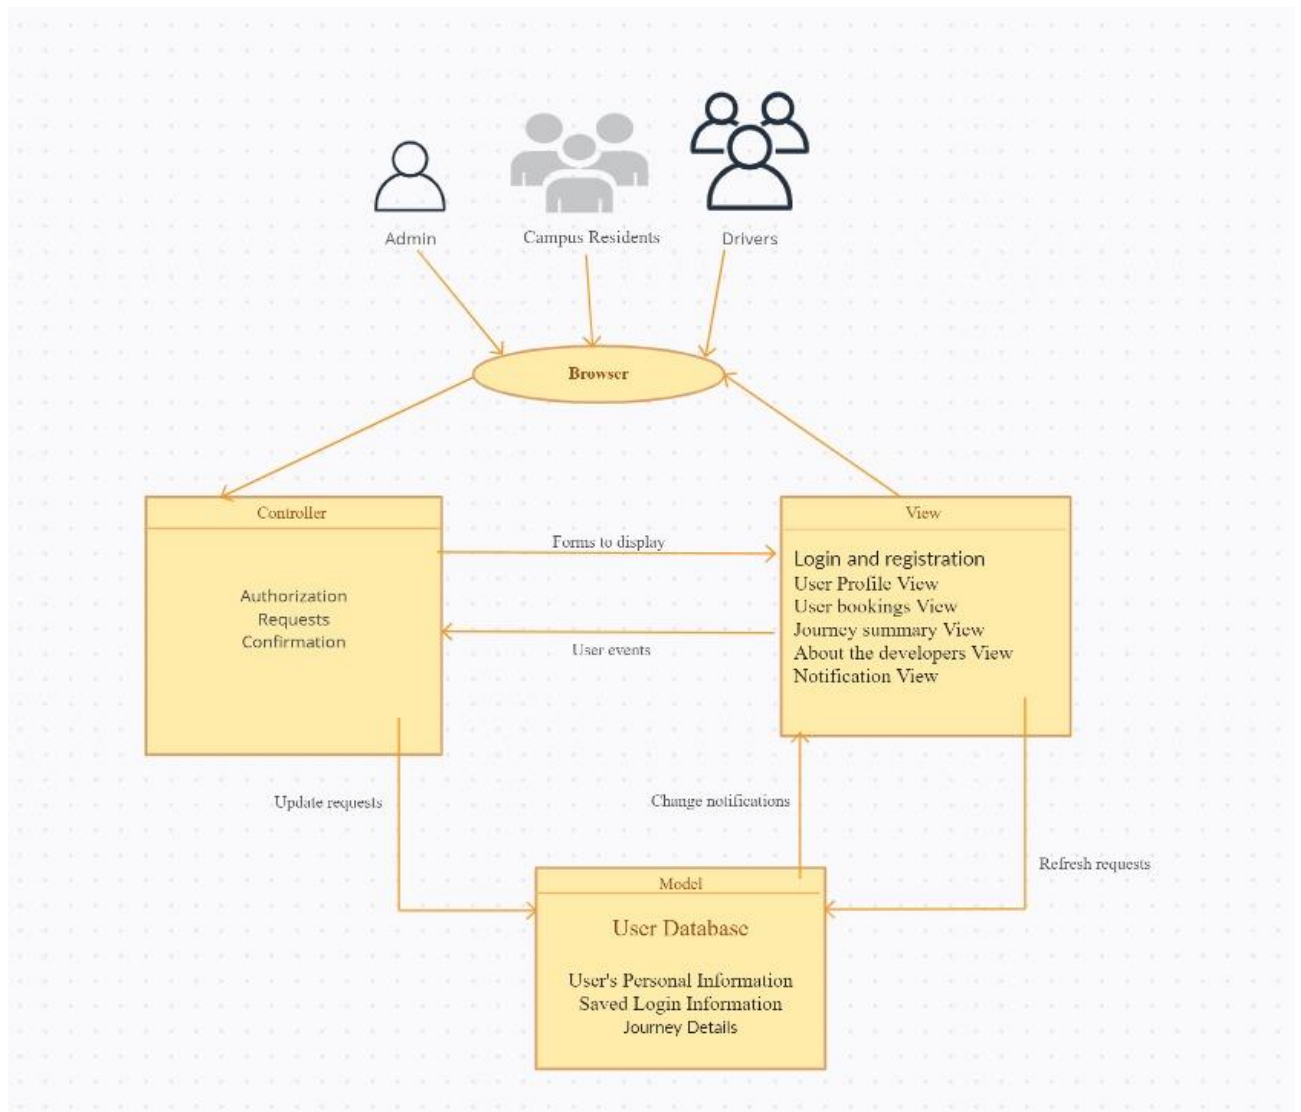 Admin
Campus Residents
Drivers
Browser
Controller
Authorization
Requests
Confirmation
Forms to display
User events
View
Login and registration
User Profile View
User bookings View
Journey summary View
About the developers View
Notification View
Update requests
Change notifications
Refresh requests
Model
User Database
User's Personal Information
Saved Login Information
Journey Details